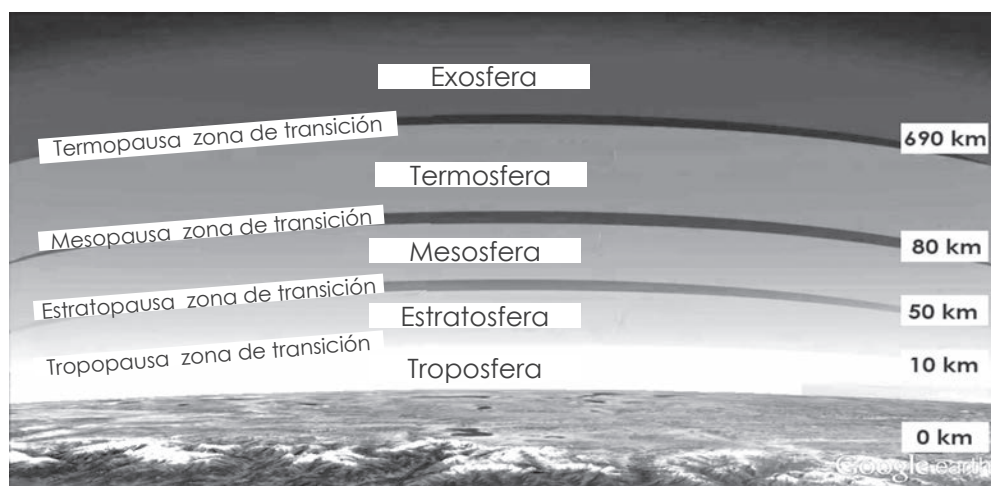 Exosfera
Termopausa zona de transición
690 km
Termosfera
Mesopausa zona de transición
80 km
Mesosfera
Estratopausa zona de transición
50 km
Estratosfera
Tropopausa zona de transición
10 km
Troposfera
0 km
Google earth